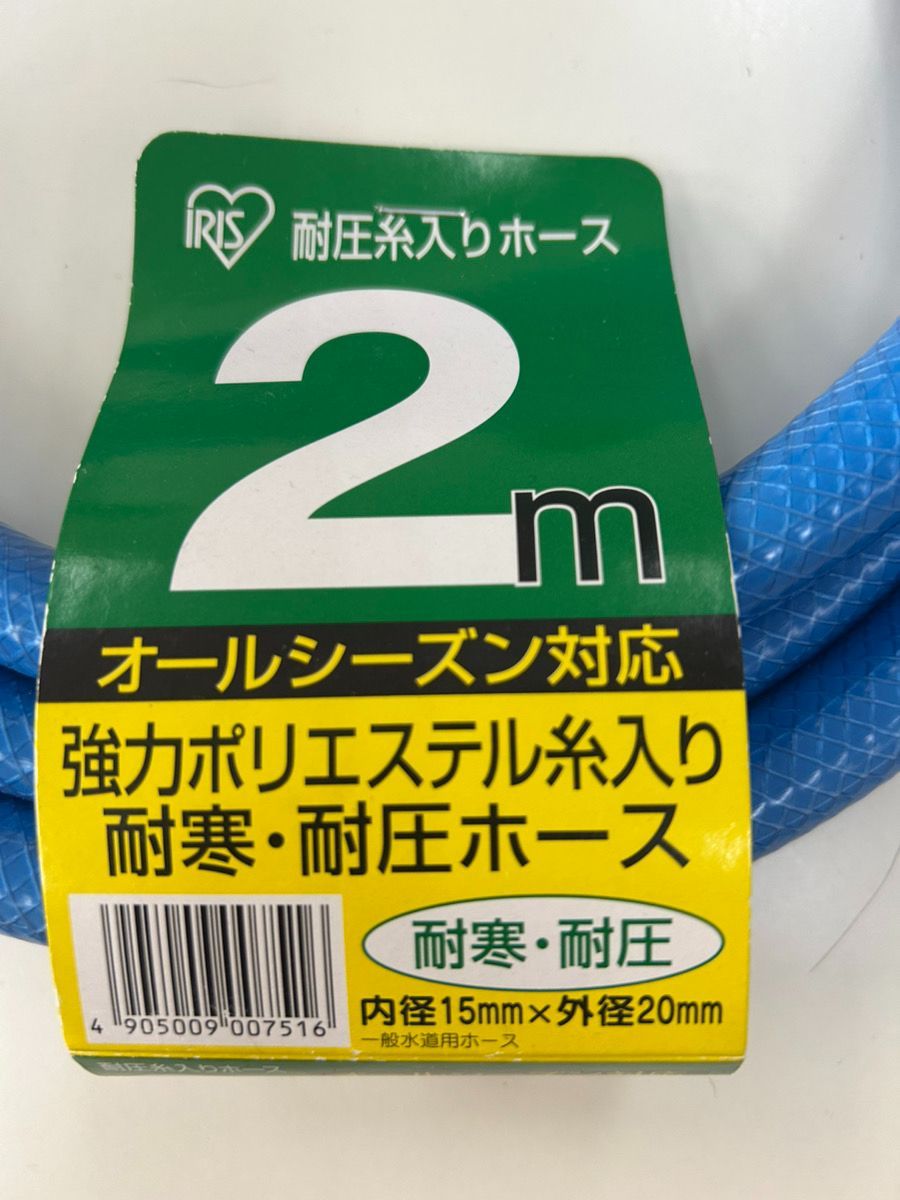 IRIS 耐圧糸入りホース
2m
オールシーズン対応
強力ポリエステル糸入り
耐寒・耐圧ホース
耐寒・耐圧
内径15mm×外径20mm
一般水道用ホース
4 905009 007516
耐圧糸入りホース